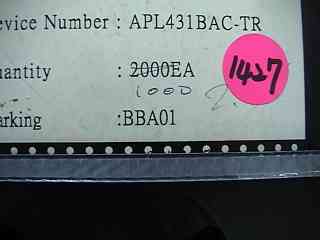 evice Number : APL431BAC-TR
uantity : 2000EA
1000
1427
arking :BBA01